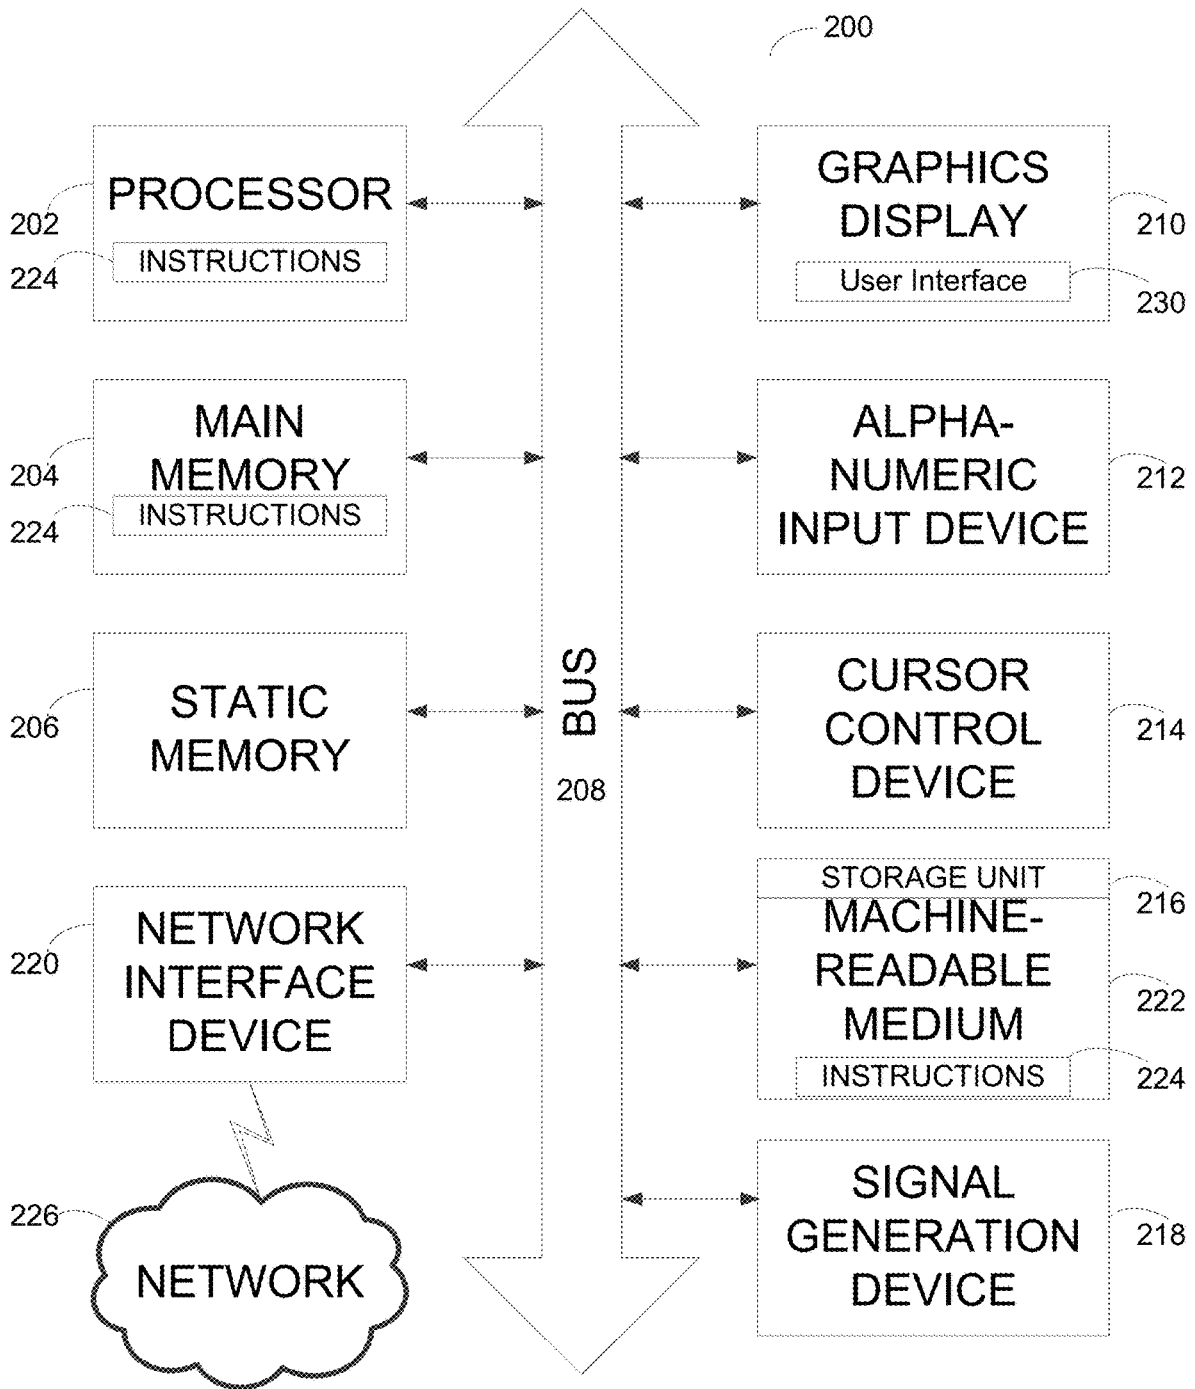 200
PROCESSOR
202
INSTRUCTIONS
224
MAIN
MEMORY
204
INSTRUCTIONS
224
STATIC
MEMORY
206
NETWORK
INTERFACE
DEVICE
220
226
NETWORK
BUS
208
GRAPHICS
DISPLAY
210
User Interface
230
ALPHA-
NUMERIC
INPUT DEVICE
212
CURSOR
CONTROL
DEVICE
214
STORAGE UNIT
216
MACHINE-
READABLE
MEDIUM
222
INSTRUCTIONS
224
SIGNAL
GENERATION
DEVICE
218